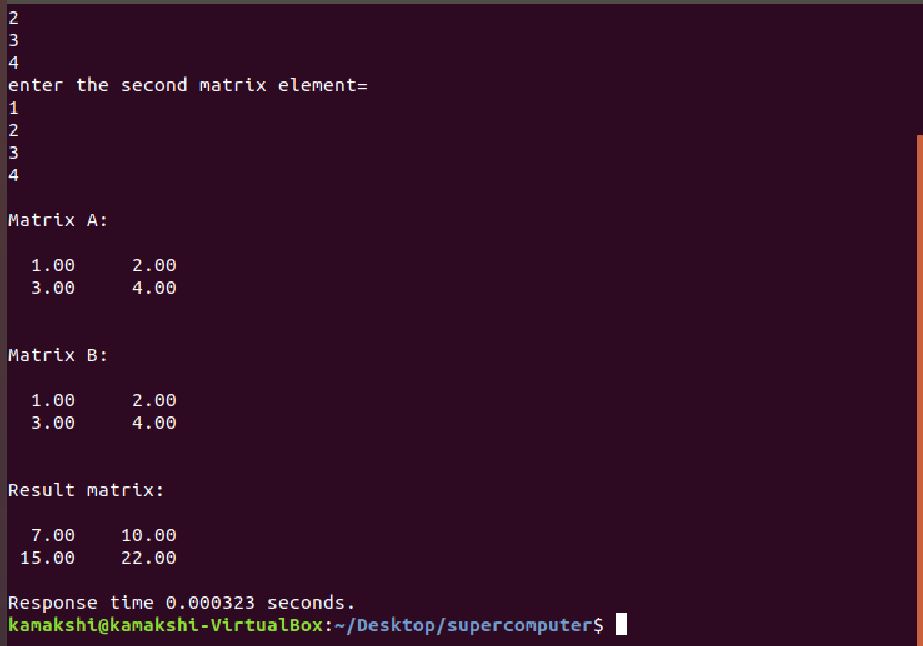 2
3
4
enter the second matrix element=
1
2
3
4
Matrix A:
1.00 2.00
3.00 4.00
Matrix B:
1.00 2.00
3.00 4.00
Result matrix:
7.00 10.00
15.00 22.00
Response time 0.000323 seconds.
kamakshi@kamakshi-VirtualBox:~/Desktop/supercomputer$